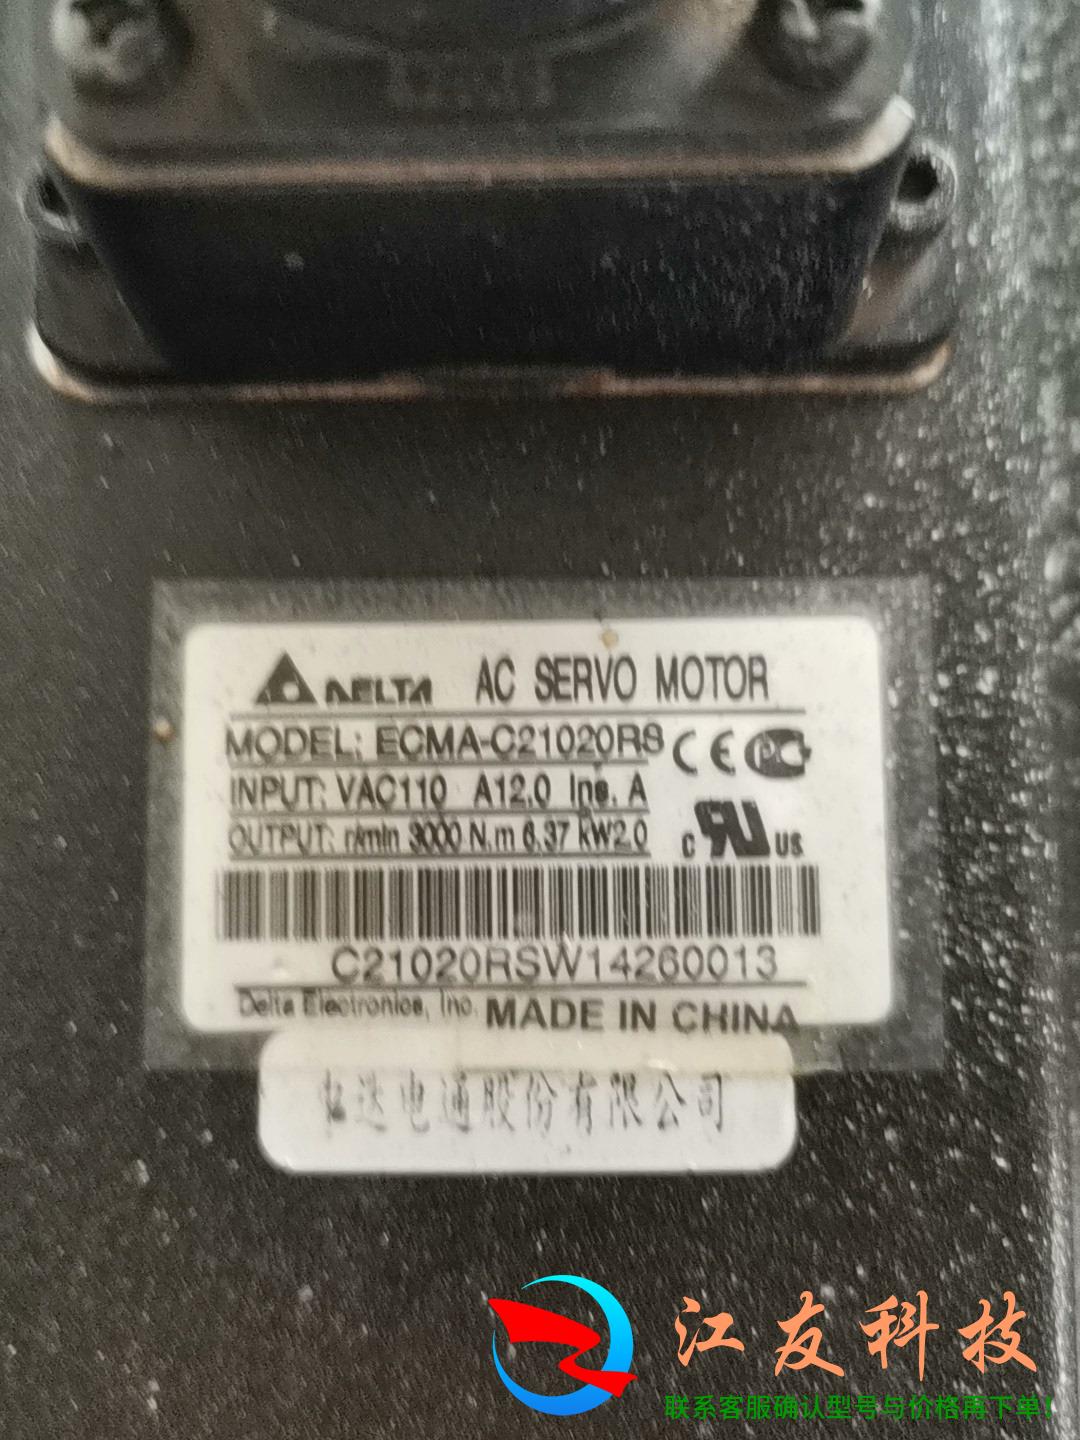 DELTA AC SERVO MOTOR
MODEL: ECMA-C21020RS
INPUT: VAC110 A12.0 Ins. A
OUTPUT: r/min 3000 N.m 6.37 kW2.0
C US
C21020RSW14260013
Delta Electronics, Inc. MADE IN CHINA
中达电通股份有限公司
江友科技
联系客服确认型号与价格再下单！